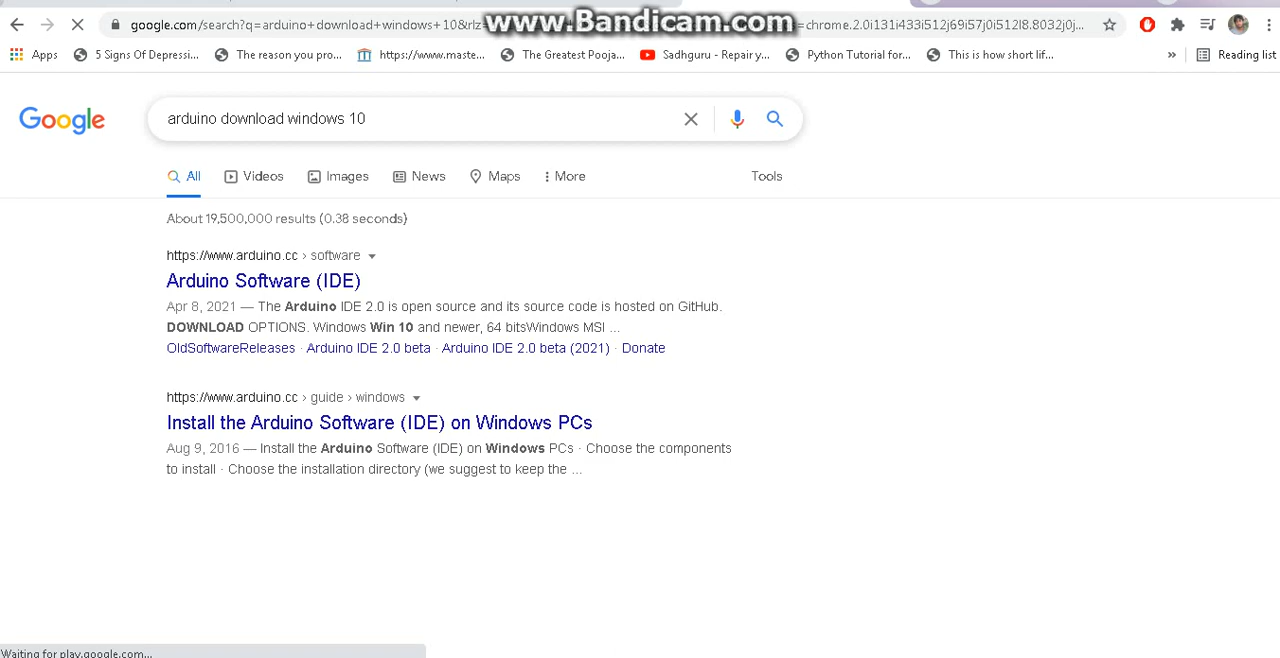 www.Bandicam.com
google.com/search?q=arduino+download+windows+10&rlz= =chrome.2.0i131i433i512j69i57j0i512l8.8032j0j...
Apps 5 Signs Of Depressi... The reason you pro... https://www.maste... The Greatest Pooja... Sadhguru - Repair y... Python Tutorial for... This is how short lif... » Reading list
Google arduino download windows 10
All Videos Images News Maps More Tools
About 19,500,000 results (0.38 seconds)
https://www.arduino.cc › software
Arduino Software (IDE)
Apr 8, 2021 — The Arduino IDE 2.0 is open source and its source code is hosted on GitHub.
DOWNLOAD OPTIONS. Windows Win 10 and newer, 64 bitsWindows MSI ...
OldSoftwareReleases · Arduino IDE 2.0 beta · Arduino IDE 2.0 beta (2021) · Donate
https://www.arduino.cc › guide › windows
Install the Arduino Software (IDE) on Windows PCs
Aug 9, 2016 — Install the Arduino Software (IDE) on Windows PCs · Choose the components
to install · Choose the installation directory (we suggest to keep the ...
Waiting for play.google.com...